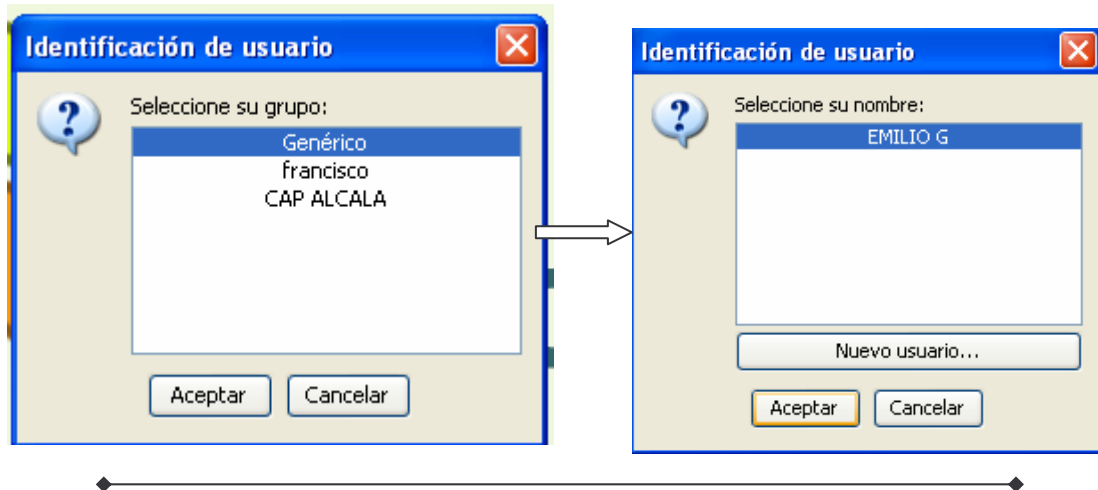 Identificación de usuario
Seleccione su grupo:
Genérico
francisco
CAP ALCALA
Aceptar
Cancelar
Identificación de usuario
Seleccione su nombre:
EMILIO G
Nuevo usuario...
Aceptar
Cancelar